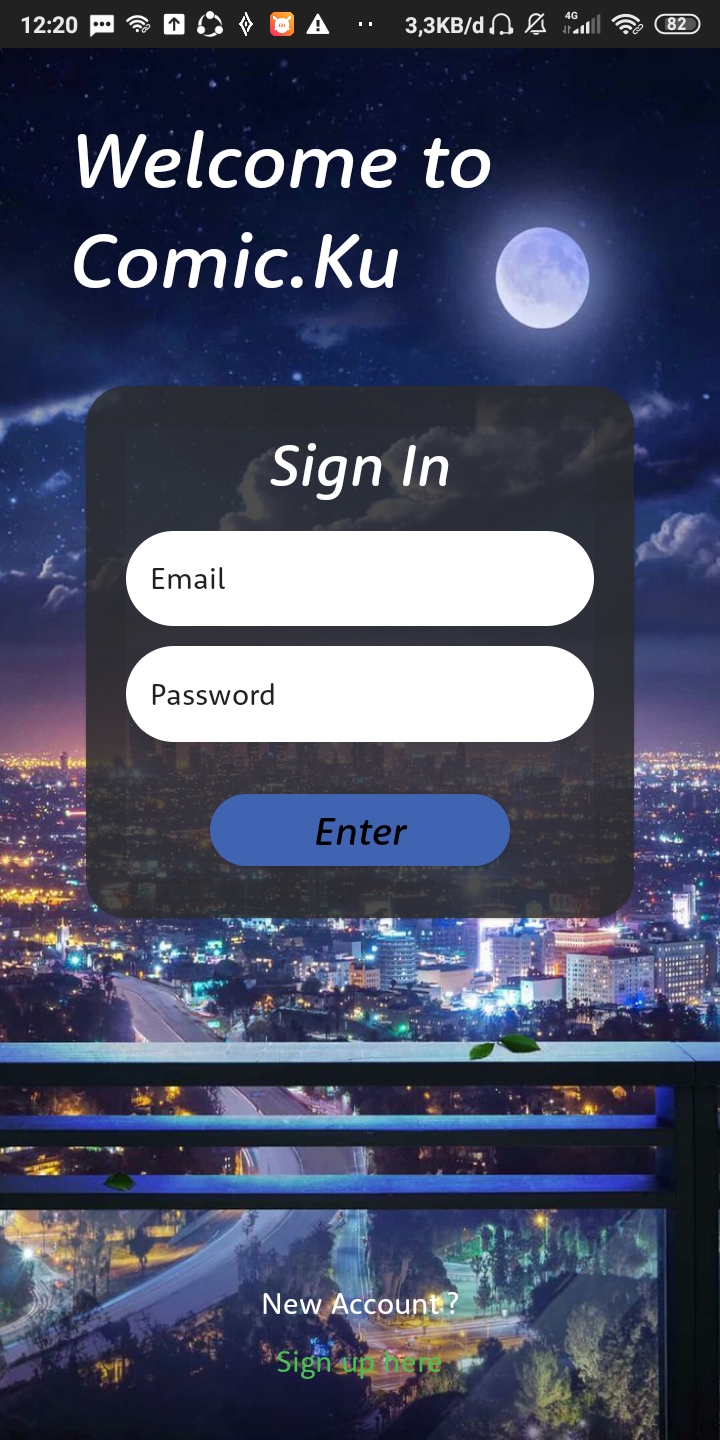 12:20 3,3KB/d 4G 82
Welcome to
Comic.Ku
Sign In
Email
Password
Enter
New Account ?
Sign up here